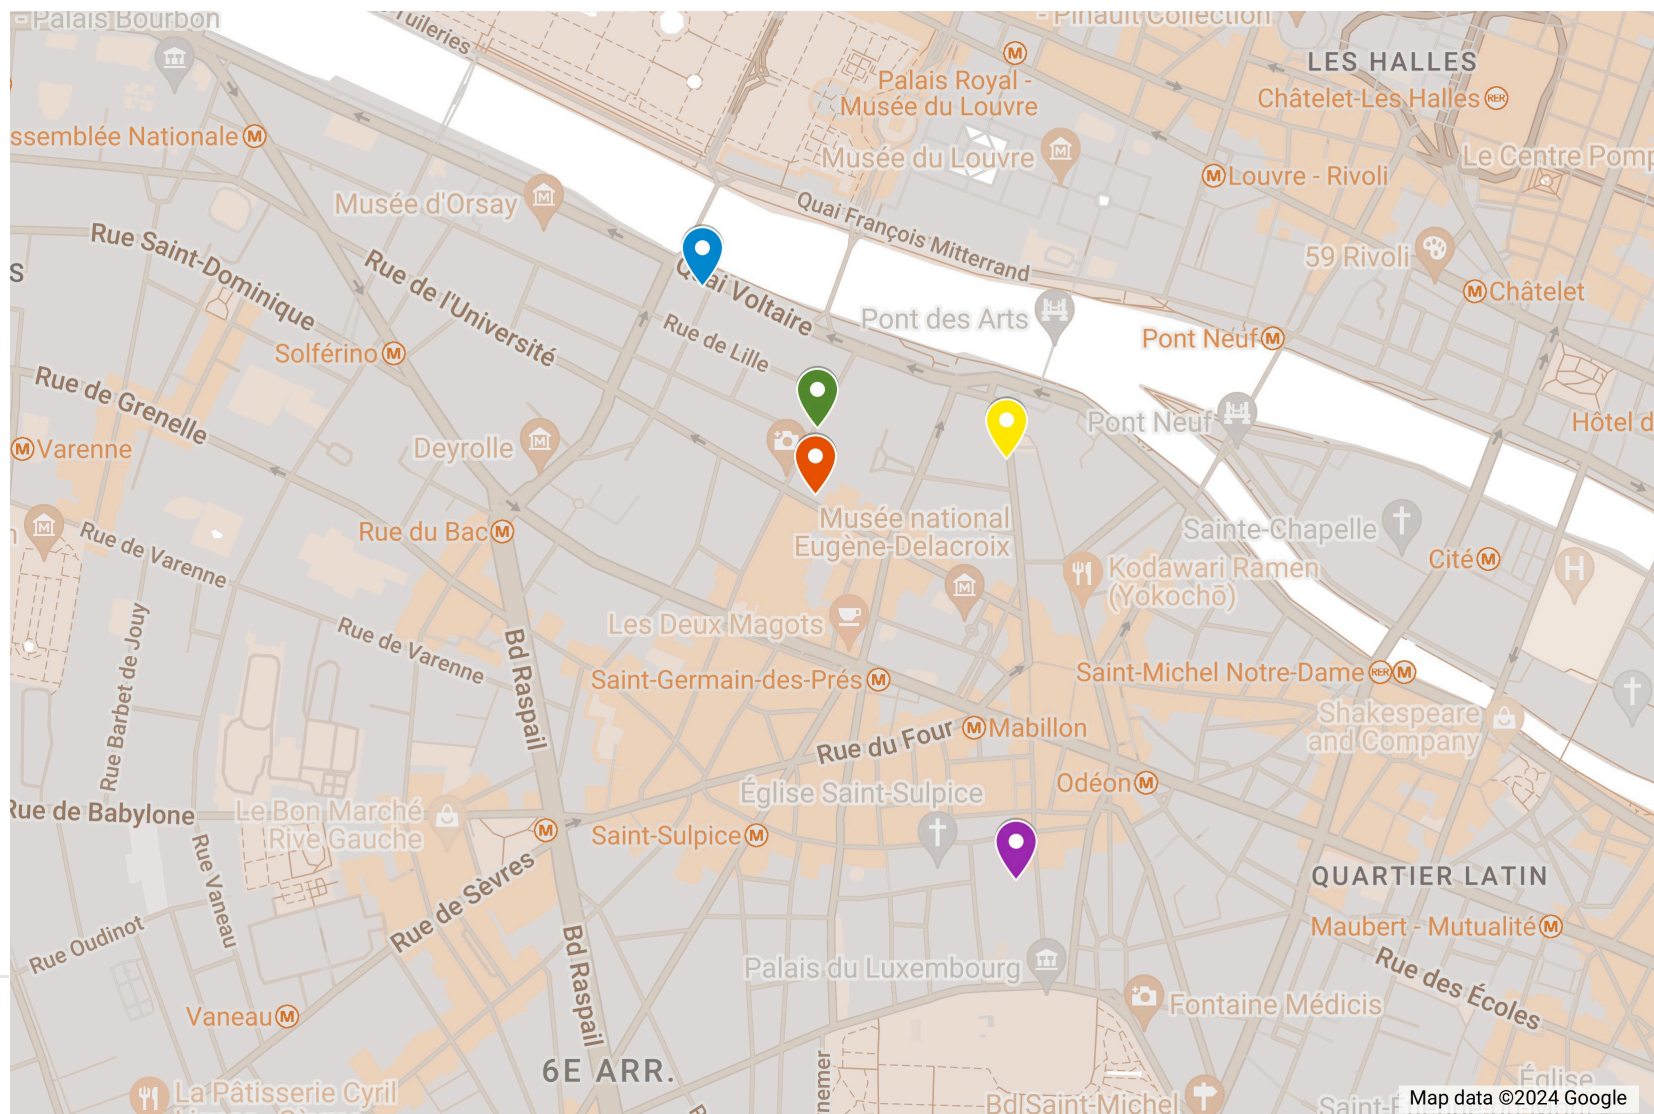 - Palais Bourbon
Tuileries
- Pinault Collection
LES HALLES
Palais Royal -
Musée du Louvre
Châtelet-Les Halles
RER
ssemblée Nationale
Musée du Louvre
Le Centre Pomp
Louvre - Rivoli
Musée d'Orsay
Quai François Mitterrand
Rue Saint-Dominique
59 Rivoli
S
Rue de l'Université
Quai Voltaire
Châtelet
Pont des Arts
Rue de Lille
Pont Neuf
Solférino
Rue de Grenelle
Pont Neuf
Hôtel d
Varenne
Deyrolle
Musée national
Eugène-Delacroix
Sainte-Chapelle
Rue du Bac
n
Rue de Varenne
Cité
H
Kodawari Ramen
(Yokochō)
Les Deux Magots
Rue Barbet de Jouy
Rue de Varenne
Bd Raspail
Saint-Germain-des-Prés
Saint-Michel Notre-Dame
RER
Shakespeare
and Company
Rue du Four
Mabillon
Odéon
Église Saint-Sulpice
Rue de Babylone
Le Bon Marché
Rive Gauche
Saint-Sulpice
Rue Vaneau
Rue de Sèvres
QUARTIER LATIN
Maubert - Mutualité
Rue Oudinot
Bd Raspail
Palais du Luxembourg
Rue des Écoles
Fontaine Médicis
Vaneau
6E ARR.
nemer
La Pâtisserie Cyril
Bd Saint-Michel
Église
Map data ©2024 Google